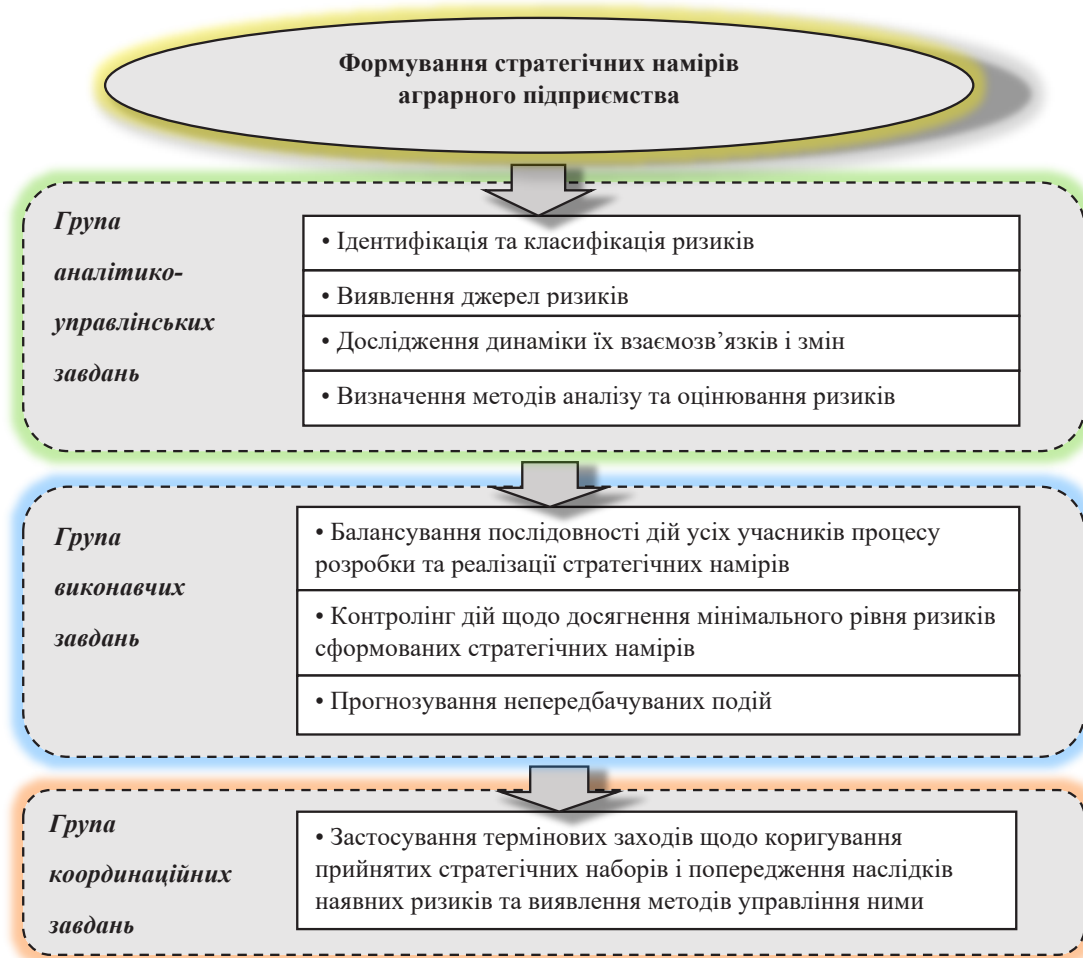 Формування стратегічних намірів
аграрного підприємства
Група
аналітико-
управлінських
завдань
• Ідентифікація та класифікація ризиків
• Виявлення джерел ризиків
• Дослідження динаміки їх взаємозв’язків і змін
• Визначення методів аналізу та оцінювання ризиків
Група
виконавчих
завдань
• Балансування послідовності дій усіх учасників процесу
розробки та реалізації стратегічних намірів
• Контролінг дій щодо досягнення мінімального рівня ризиків
сформованих стратегічних намірів
• Прогнозування непередбачуваних подій
Група
координаційних
завдань
• Застосування термінових заходів щодо коригування
прийнятих стратегічних наборів і попередження наслідків
наявних ризиків та виявлення методів управління ними